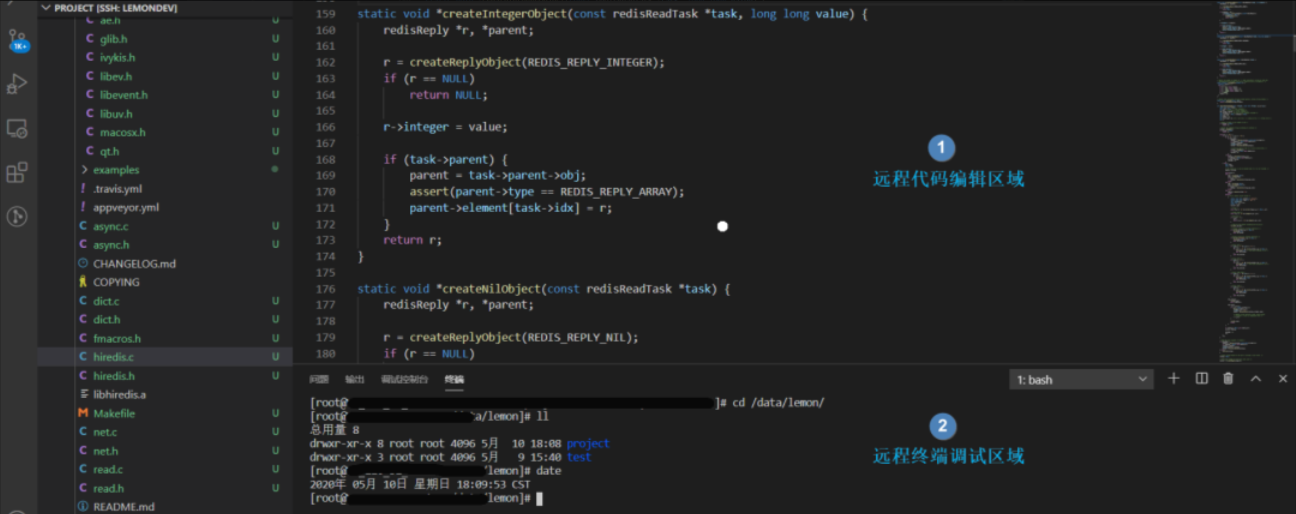 PROJECT [SSH: LEMONDEV]
ae.h U
C glib.h U
C ivykis.h U
C libev.h U
C libevent.h U
C libuv.h U
C macosx.h U
C qt.h U
> examples
! .travis.yml
! appveyor.yml
C async.c U
C async.h U
CHANGELOG.md
COPYING
C dict.c U
C dict.h U
C fmacros.h U
C hiredis.c U
C hiredis.h U
libhiredis.a
M Makefile U
C net.c U
C net.h U
C read.c U
C read.h U
README.md
1K+
159 static void *createIntegerObject(const redisReadTask *task, long long value) {
160 redisReply *r, *parent;
161
162 r = createReplyObject(REDIS_REPLY_INTEGER);
163 if (r == NULL)
164 return NULL;
165
166 r->integer = value;
167
168 if (task->parent) {
169 parent = task->parent->obj;
170 assert(parent->type == REDIS_REPLY_ARRAY);
171 parent->element[task->idx] = r;
172 }
173 return r;
174 }
175
176 static void *createNilObject(const redisReadTask *task) {
177 redisReply *r, *parent;
178
179 r = createReplyObject(REDIS_REPLY_NIL);
180 if (r == NULL)
1
远程代码编辑区域
问题 输出 调试控制台 终端
1: bash
[root@ ]# cd /data/lemon/
[root@ a/lemon]# ll
总用量 8
drwxr-xr-x 8 root root 4096 5月 10 18:08 project
drwxr-xr-x 3 root root 4096 5月 9 15:40 test
[root@ /lemon]# date
2020年 05月 10日 星期日 18:09:53 CST
[root@ lemon]#
2
远程终端调试区域